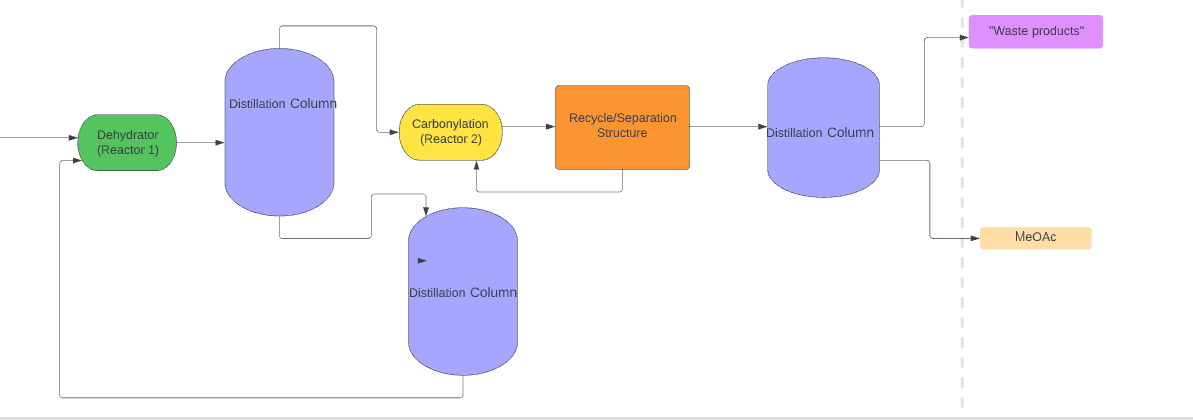 "Waste products"
Distillation Column
Dehydrator
(Reactor 1)
Carbonylation
(Reactor 2)
Recycle/Separation
Structure
Distillation Column
MeOAc
Distillation Column